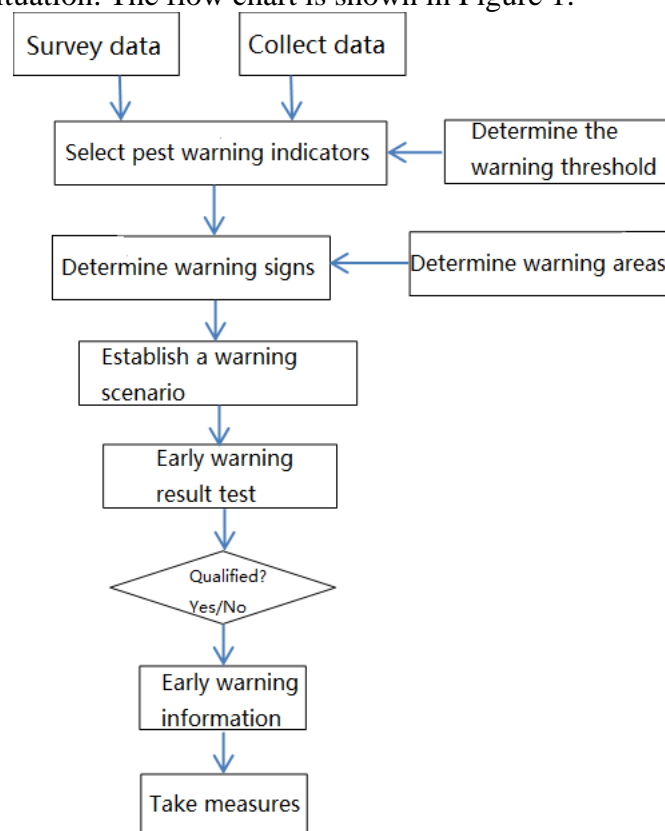 ituation. The flow chart is shown in Figure 1.
Survey data
Collect data
Select pest warning indicators
Determine the
warning threshold
Determine warning signs
Determine warning areas
Establish a warning
scenario
Early warning
result test
Qualified?
Yes/No
Early warning
information
Take measures